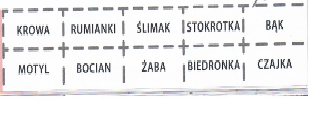 KROWA RUMIANKI ŚLIMAK STOKROTKA BĄK
MOTYL BOCIAN ŻABA BIEDRONKA CZAJKA